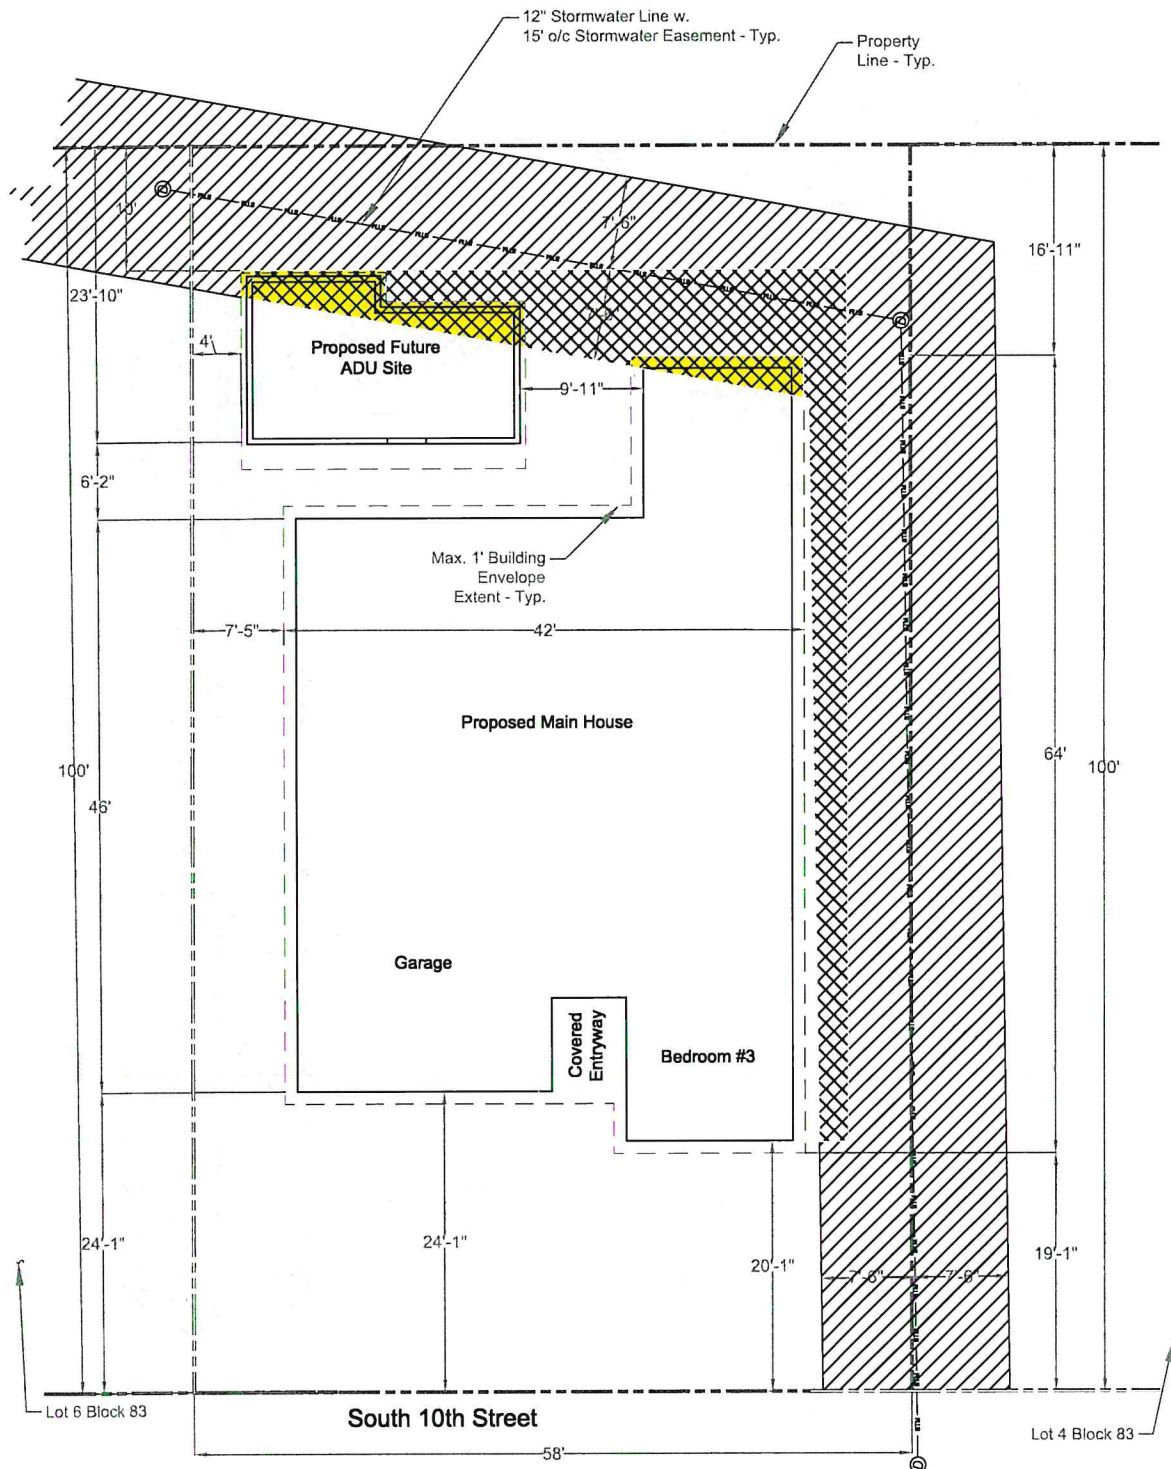 12" Stormwater Line w.
15' o/c Stormwater Easement - Typ.
Property
Line - Typ.
10'
7'-6"
16'-11"
23'-10"
4'
Proposed Future
ADU Site
9'-11"
6'-2"
Max. 1' Building
Envelope
Extent - Typ.
7'-5"
42'
Proposed Main House
100'
46'
64'
100'
Garage
Covered
Entryway
Bedroom #3
24'-1"
24'-1"
20'-1"
7'-6"
7'-6"
19'-1"
Lot 6 Block 83
South 10th Street
Lot 4 Block 83
58'